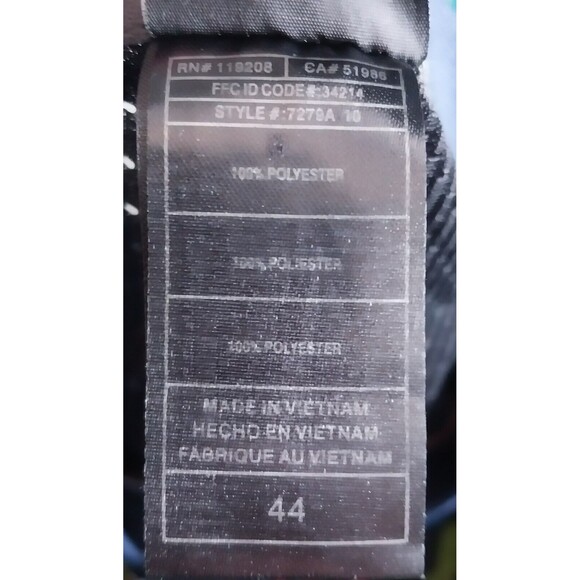 RN# 119208 CA# 51986
FFC ID CODE #:34214
STYLE #:7279A 10
100% POLYESTER
100% POLYESTER
100% POLYESTER
MADE IN VIETNAM
HECHO EN VIETNAM
FABRIQUE AU VIETNAM
44